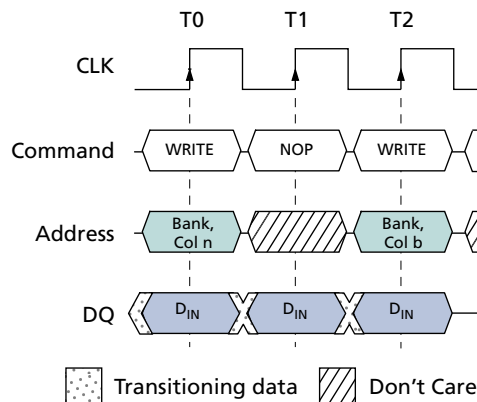 T0 T1 T2
CLK
Command WRITE NOP WRITE
Address Bank, Col n Bank, Col b
DQ DIN DIN DIN
Transitioning data Don't Care